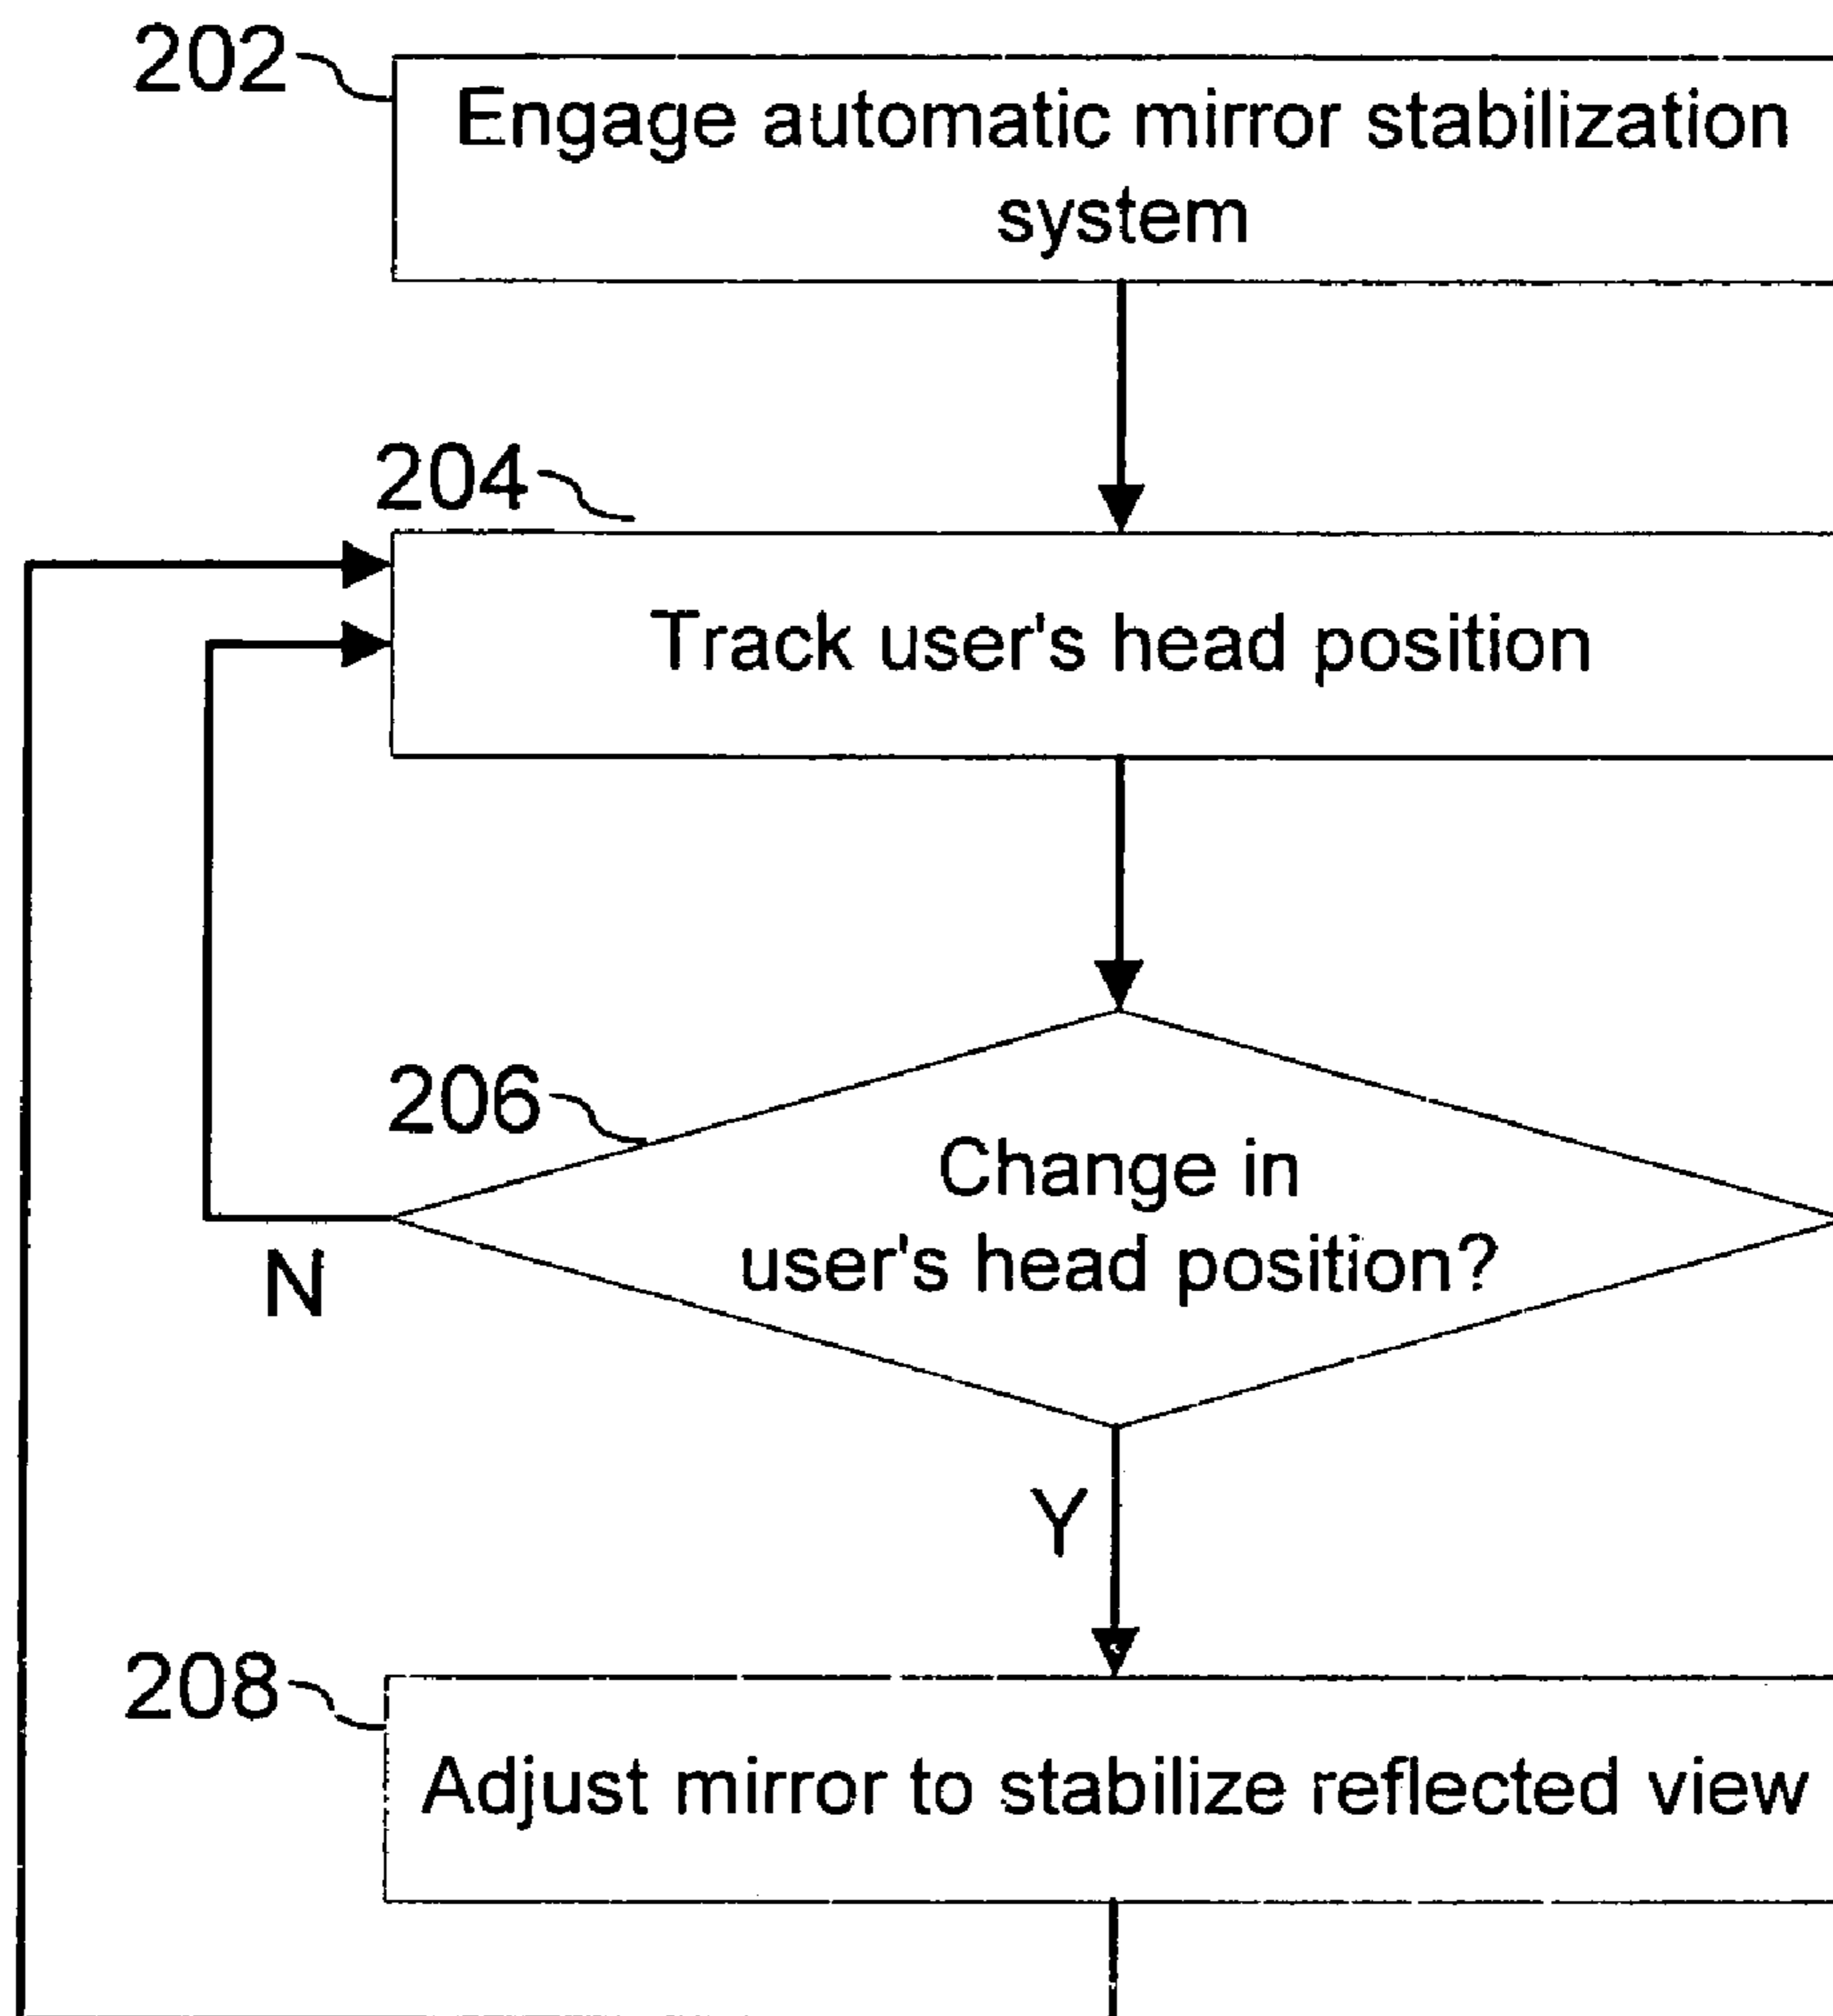 202
Engage automatic mirror stabilization
system
204
Track user's head position
206
Change in
user's head position?
N
Y
208
Adjust mirror to stabilize reflected view